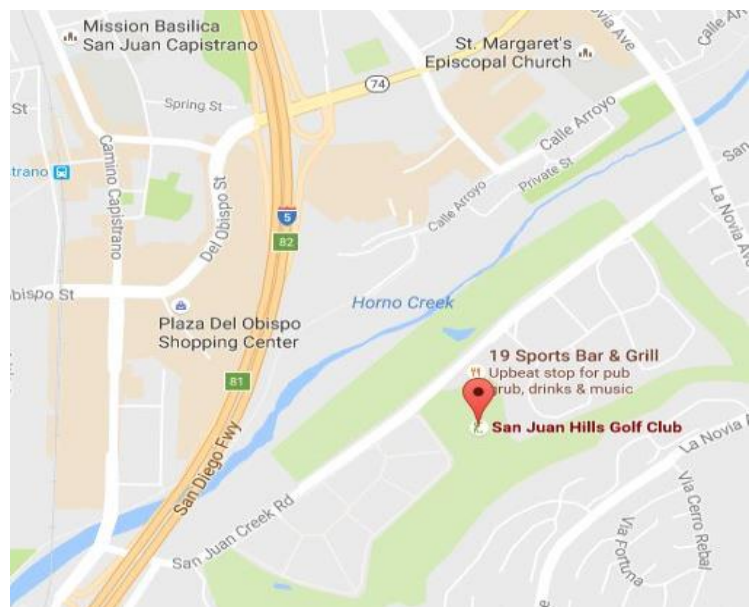 Mission Basilica
San Juan Capistrano
St. Margaret's
Episcopal Church
ovia Ave
Calle A
74
Spring St
St
Calle Arroyo
Camino Capistrano
trano
Private St
San
Del Obispo St
Calle Arroyo
La Novia Ave
5
82
bispo St
Horno Creek
Plaza Del Obispo
Shopping Center
19 Sports Bar & Grill
Upbeat stop for pub
grub, drinks & music
81
San Juan Hills Golf Club
San Diego Fwy
La Novia A
Via Cerro Rebal
San Juan Creek Rd
Via Fortuna